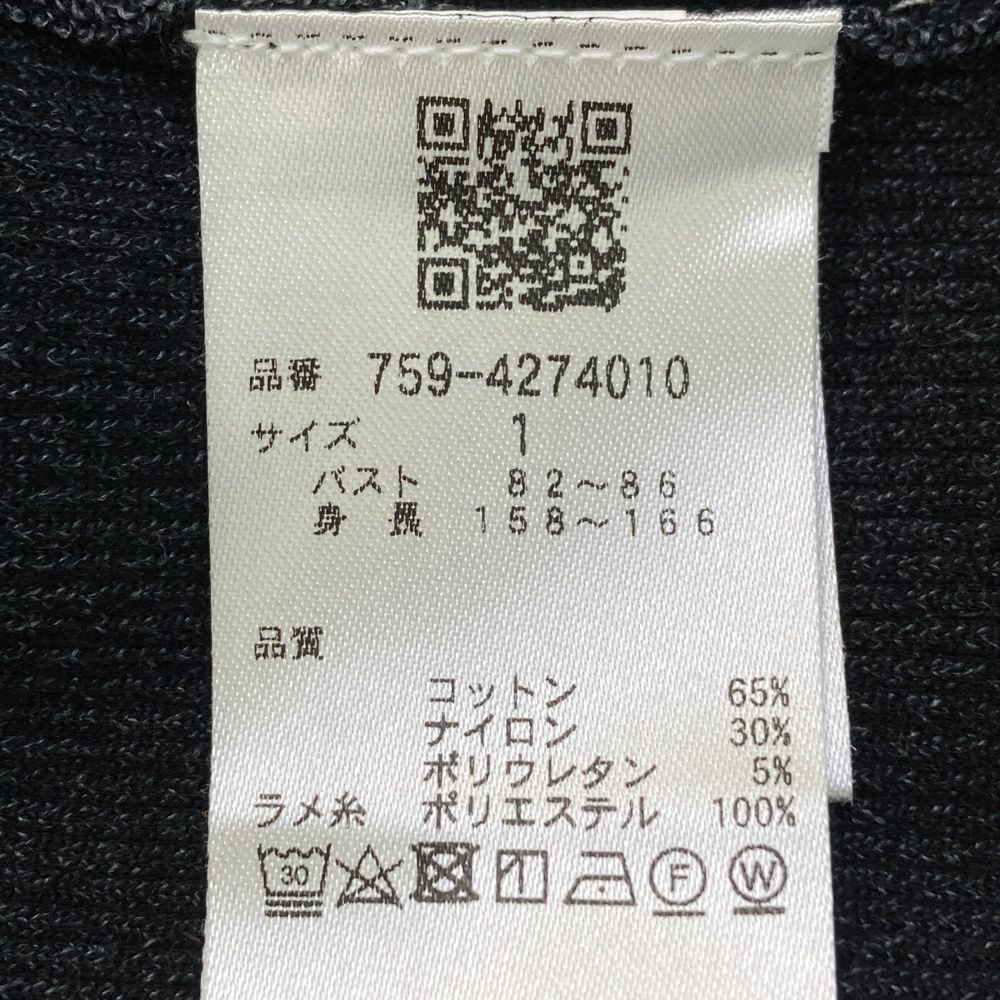 品番 759-4274010
サイズ 1
バスト 82～86
身 長 158～166
品質
コットン 65%
ナイロン 30%
ポリウレタン 5%
ラメ糸 ポリエステル 100%
30 F W